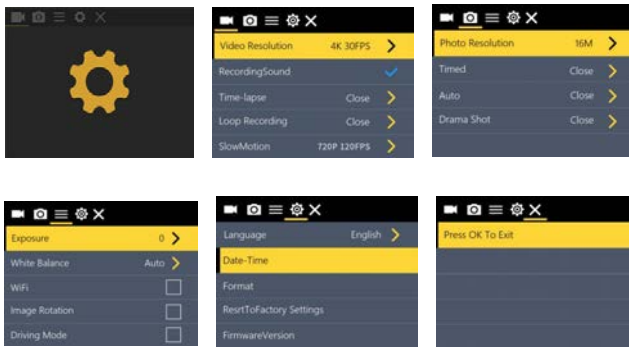 Video Resolution 4K 30FPS
RecordingSound
Time-lapse Close
Loop Recording Close
SlowMotion 720P 120FPS
Photo Resolution 16M
Timed Close
Auto Close
Drama Shot Close
Exposure 0
White Balance Auto
WiFi
Image Rotation
Driving Mode
Language English
Date-Time
Format
ResrtToFactory Settings
FirmwareVersion
Press OK To Exit